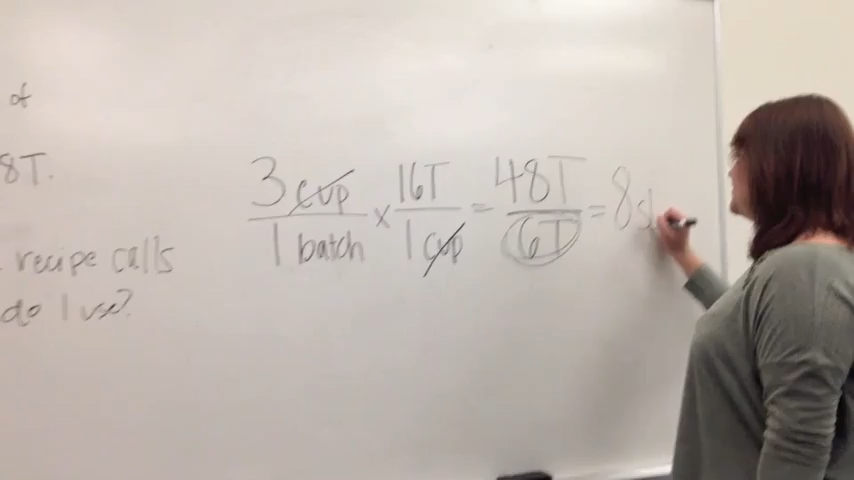 of
8T.
recipe calls
do I use?
3 cup / 1 batch × 16T / 1 cup = 48T / 6T = 8